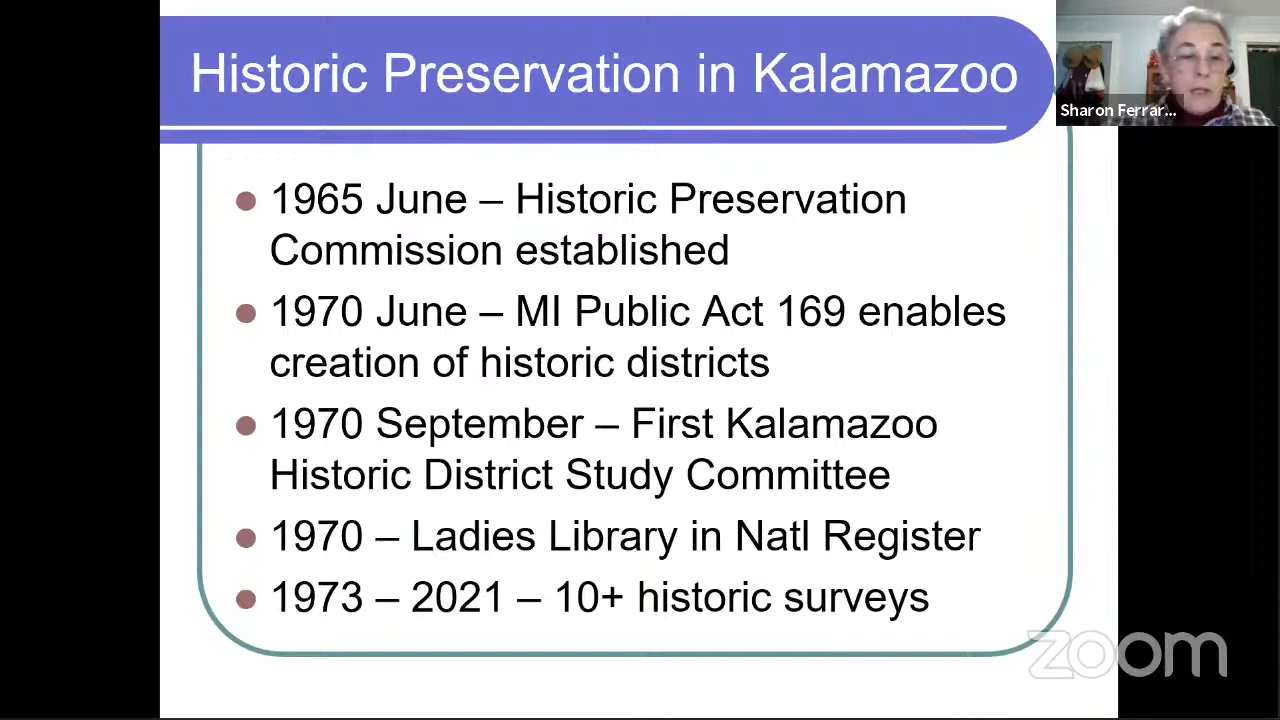 Historic Preservation in Kalamazoo
Sharon Ferrar...
1965 June – Historic Preservation
Commission established
1970 June – MI Public Act 169 enables
creation of historic districts
1970 September – First Kalamazoo
Historic District Study Committee
1970 – Ladies Library in Natl Register
1973 – 2021 – 10+ historic surveys
zoom